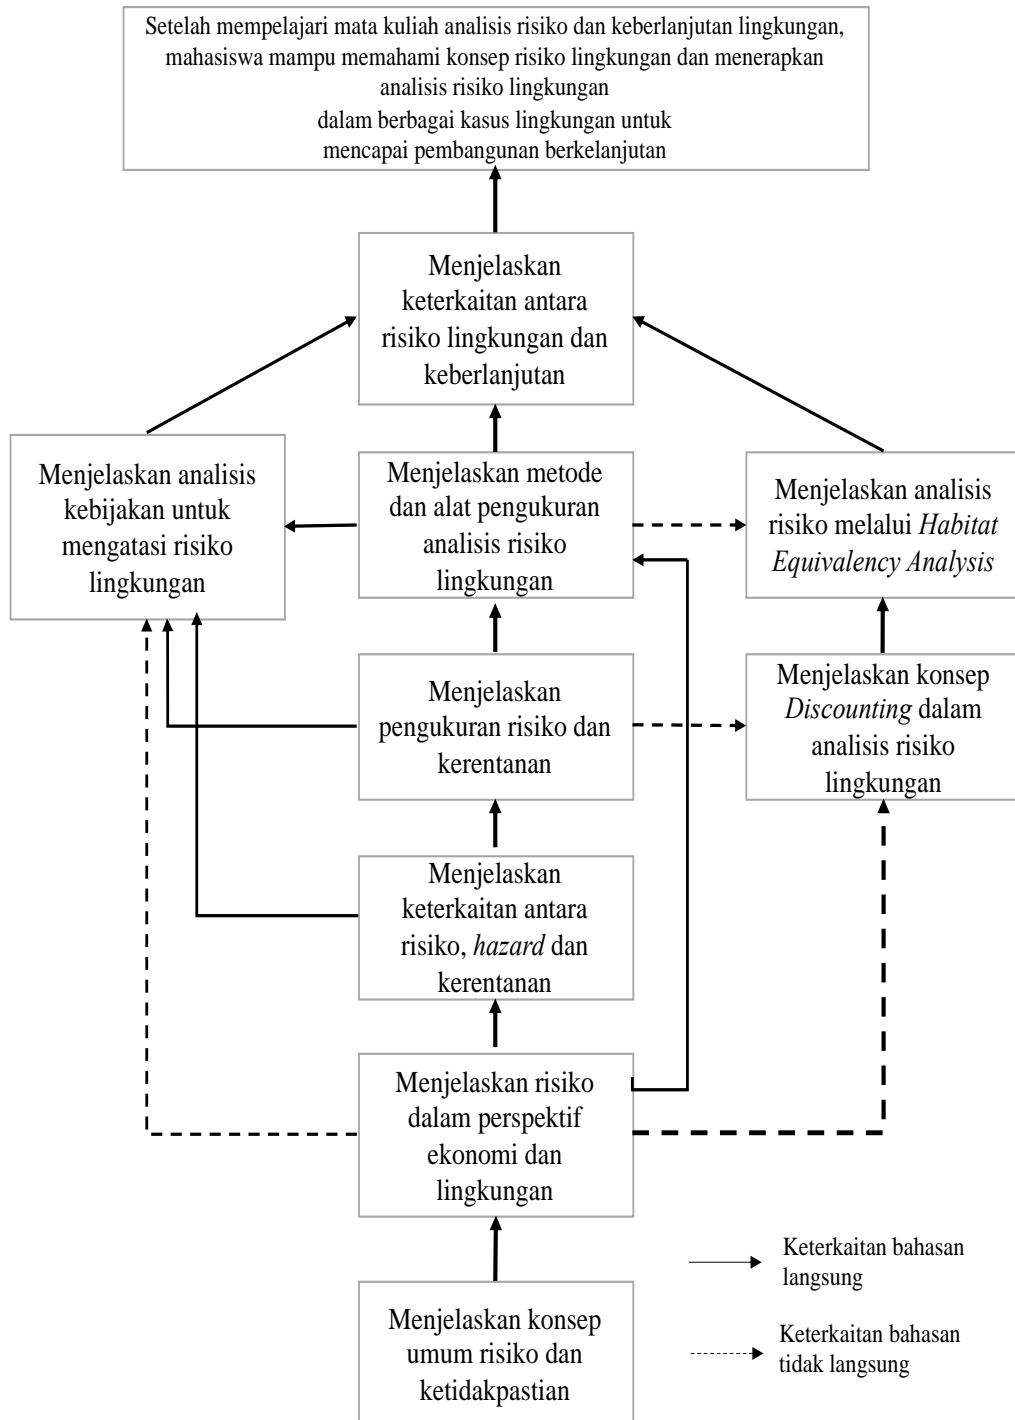 Setelah mempelajari mata kuliah analisis risiko dan keberlanjutan lingkungan,
mahasiswa mampu memahami konsep risiko lingkungan dan menerapkan
analisis risiko lingkungan
dalam berbagai kasus lingkungan untuk
mencapai pembangunan berkelanjutan
Menjelaskan
keterkaitan antara
risiko lingkungan dan
keberlanjutan
Menjelaskan analisis
kebijakan untuk
mengatasi risiko
lingkungan
Menjelaskan metode
dan alat pengukuran
analisis risiko
lingkungan
Menjelaskan analisis
risiko melalui Habitat
Equivalency Analysis
Menjelaskan
pengukuran risiko dan
kerentanan
Menjelaskan konsep
Discounting dalam
analisis risiko
lingkungan
Menjelaskan
keterkaitan antara
risiko, hazard dan
kerentanan
Menjelaskan risiko
dalam perspektif
ekonomi dan
lingkungan
Menjelaskan konsep
umum risiko dan
ketidakpastian
Keterkaitan bahasan
langsung
Keterkaitan bahasan
tidak langsung